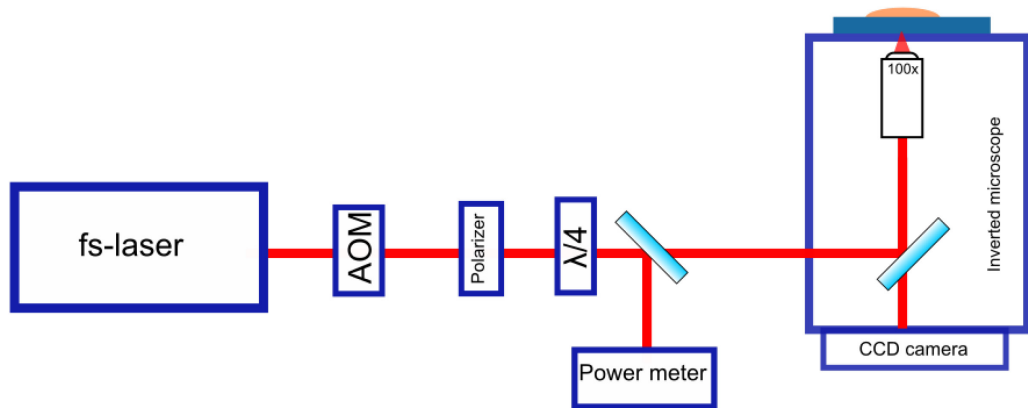 fs-laser
AOM
Polarizer
λ/4
Power meter
100x
Inverted microscope
CCD camera